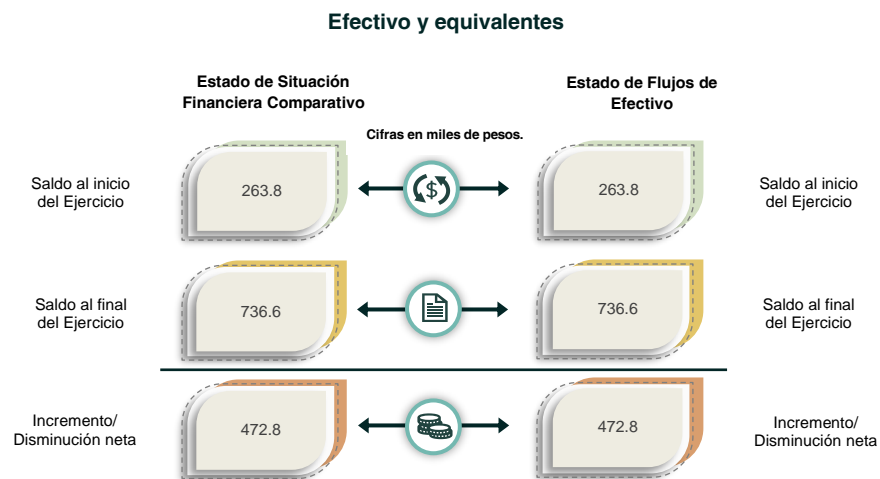 Efectivo y equivalentes
Estado de Situación
Financiera Comparativo
Estado de Flujos de
Efectivo
Cifras en miles de pesos.
Saldo al inicio
del Ejercicio
263.8
$
263.8
Saldo al inicio
del Ejercicio
Saldo al final
del Ejercicio
736.6
736.6
Saldo al final
del Ejercicio
Incremento/
Disminución neta
472.8
472.8
Incremento/
Disminución neta